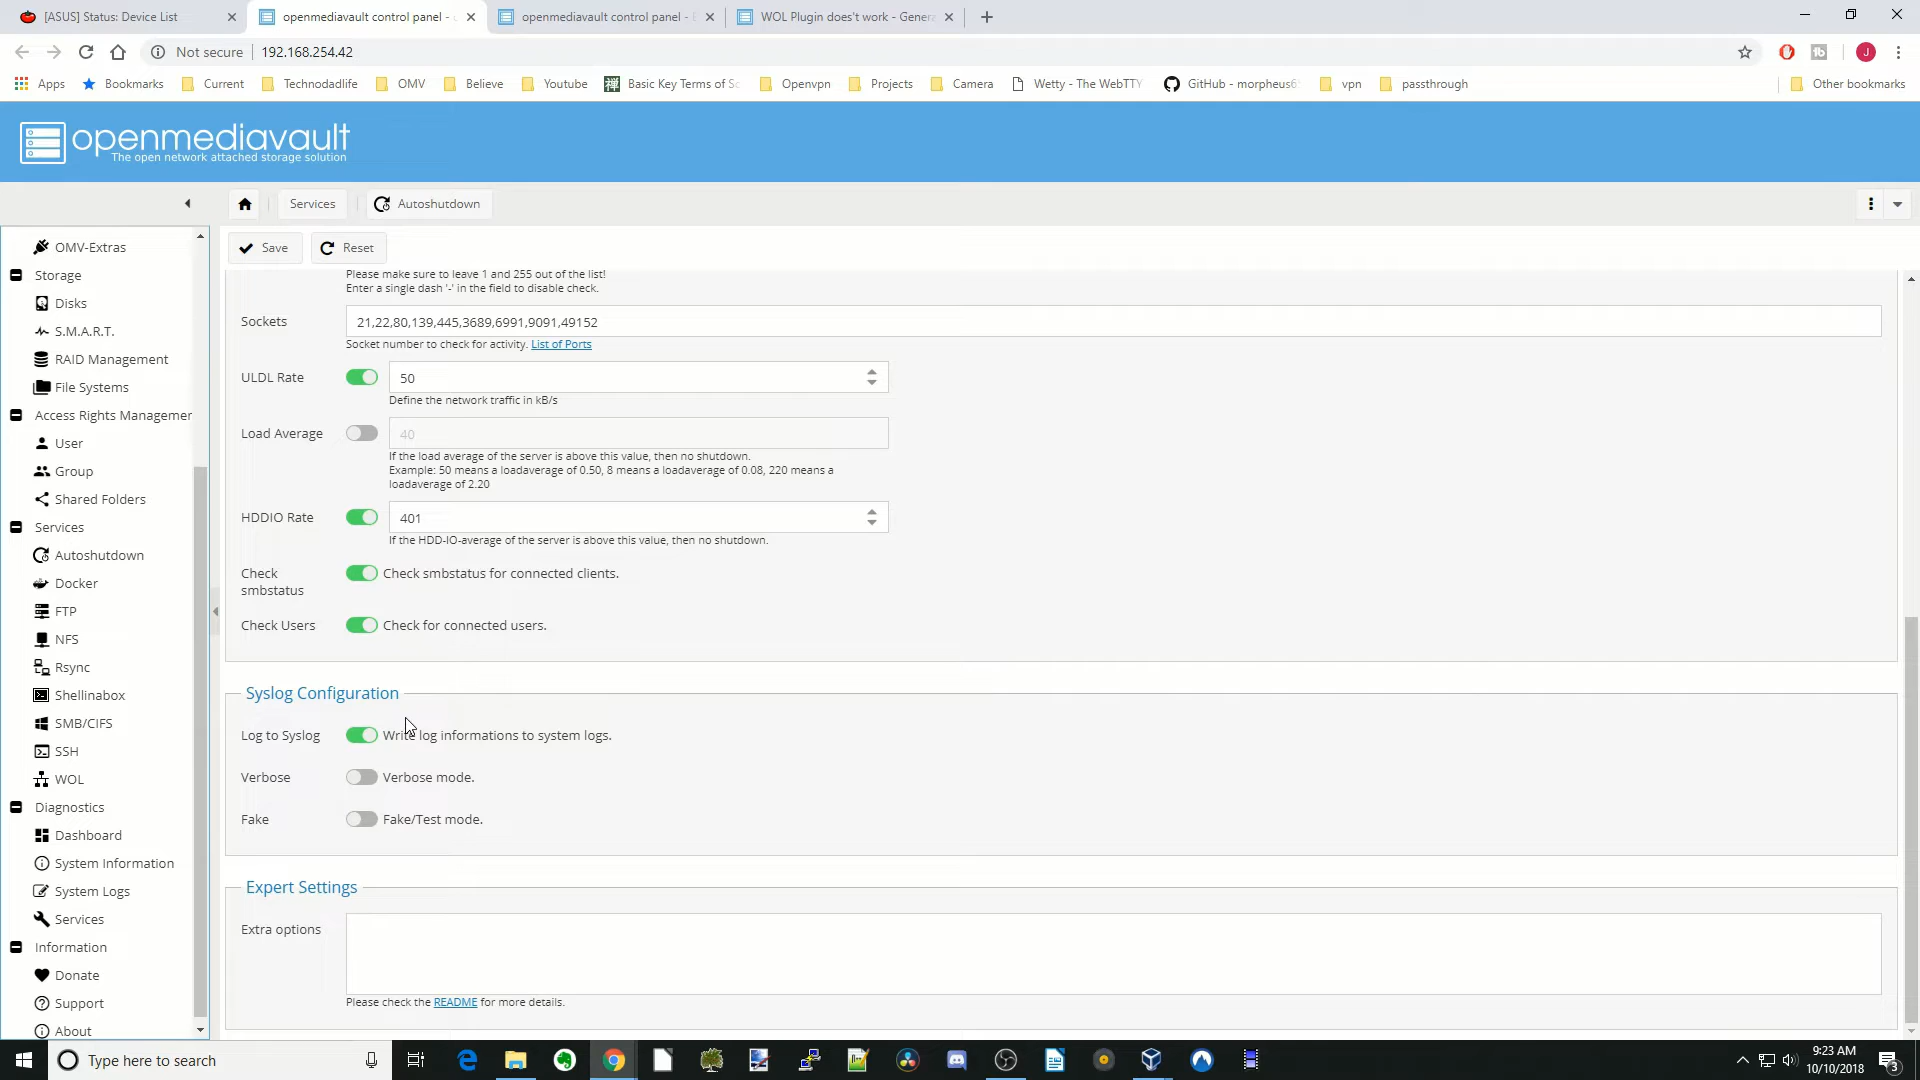 [ASUS] Status: Device List
openmediavault control panel -
openmediavault control panel -
WOL Plugin does't work - Genera
Not secure
192.168.254.42
J
Apps
Bookmarks
Current
Technodadlife
OMV
Believe
Youtube
Basic Key Terms of Sc
Openvpn
Projects
Camera
Wetty - The WebTTY
GitHub - morpheus6
vpn
passthrough
Other bookmarks
openmediavault
The open network attached storage solution
Services
Autoshutdown
Save
Reset
OMV-Extras
Storage
Disks
S.M.A.R.T.
RAID Management
File Systems
Access Rights Managemer
User
Group
Shared Folders
Services
Autoshutdown
Docker
FTP
NFS
Rsync
Shellinabox
SMB/CIFS
SSH
WOL
Diagnostics
Dashboard
System Information
System Logs
Services
Information
Donate
Support
About
Please make sure to leave 1 and 255 out of the list!
Enter a single dash '-' in the field to disable check.
Sockets
21,22,80,139,445,3689,6991,9091,49152
Socket number to check for activity. List of Ports
ULDL Rate
50
Define the network traffic in kB/s
Load Average
40
If the load average of the server is above this value, then no shutdown.
Example: 50 means a loadaverage of 0.50, 8 means a loadaverage of 0.08, 220 means a
loadaverage of 2.20
HDDIO Rate
401
If the HDD-IO-average of the server is above this value, then no shutdown.
Check
smbstatus
Check smbstatus for connected clients.
Check Users
Check for connected users.
Syslog Configuration
Log to Syslog
Write log informations to system logs.
Verbose
Verbose mode.
Fake
Fake/Test mode.
Expert Settings
Extra options
Please check the README for more details.
Type here to search
9:23 AM
10/10/2018
3